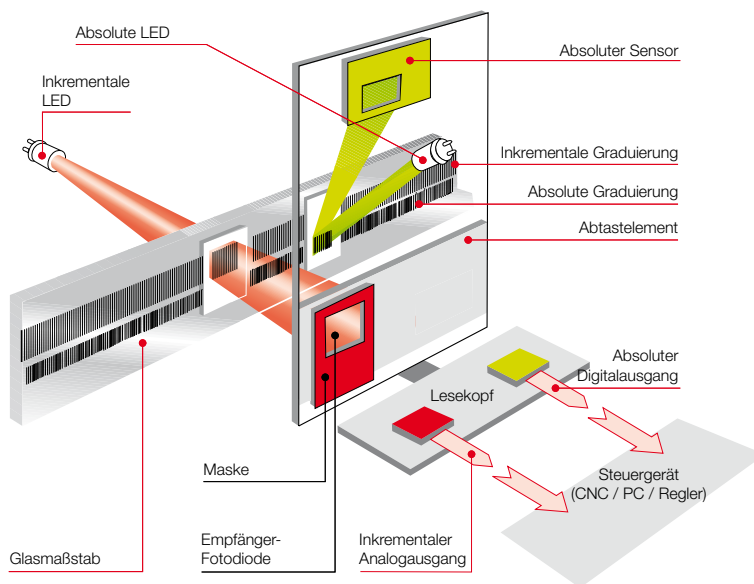 Absolute LED
Absoluter Sensor
Inkrementale
LED
Inkrementale Graduierung
Absolute Graduierung
Abtastelement
Absoluter
Digitalausgang
Lesekopf
Steuergerät
(CNC / PC / Regler)
Maske
Glasmaßstab
Empfänger-
Fotodiode
Inkrementaler
Analogausgang